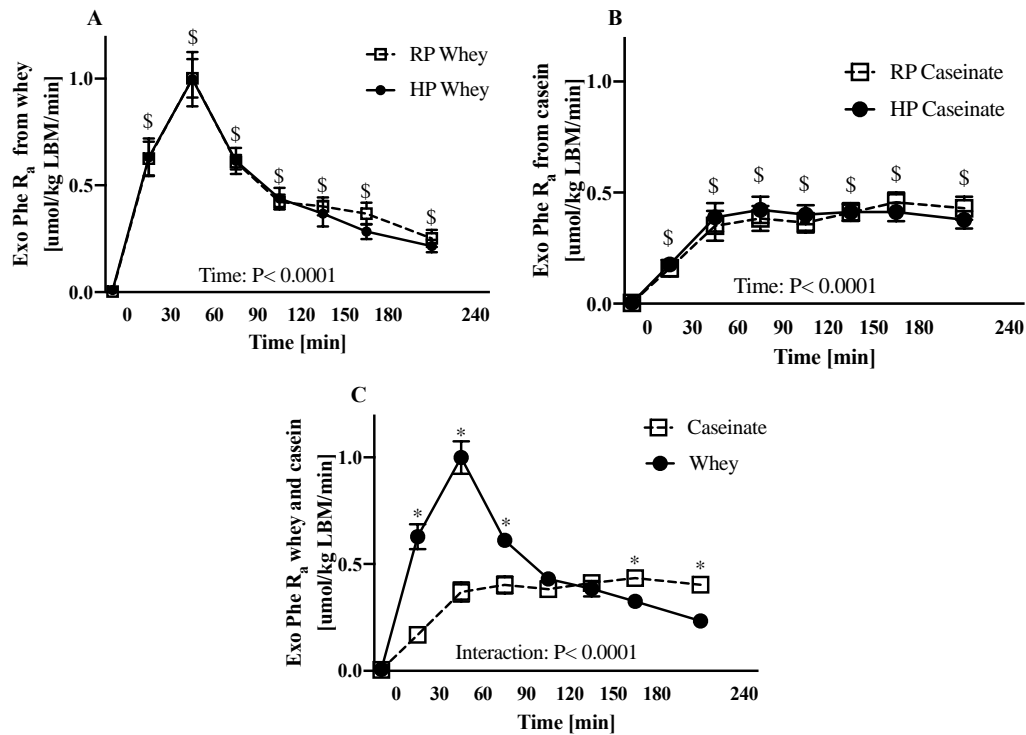 A
Exo Phe Ra from whey
[umol/kg LBM/min]
1.0
0.5
0.0
$
$
$
$
$
$
$
RP Whey
HP Whey
Time: P< 0.0001
0 30 60 90 120 150 180 240
Time [min]
B
Exo Phe Ra from casein
[umol/kg LBM/min]
1.0
0.5
0.0
$
$
$
$
$
$
$
RP Caseinate
HP Caseinate
Time: P< 0.0001
0 30 60 90 120 150 180 240
Time [min]
C
Exo Phe Ra whey and casein
[umol/kg LBM/min]
1.0
0.5
0.0
*
*
*
*
*
Caseinate
Whey
Interaction: P< 0.0001
0 30 60 90 120 150 180 240
Time [min]